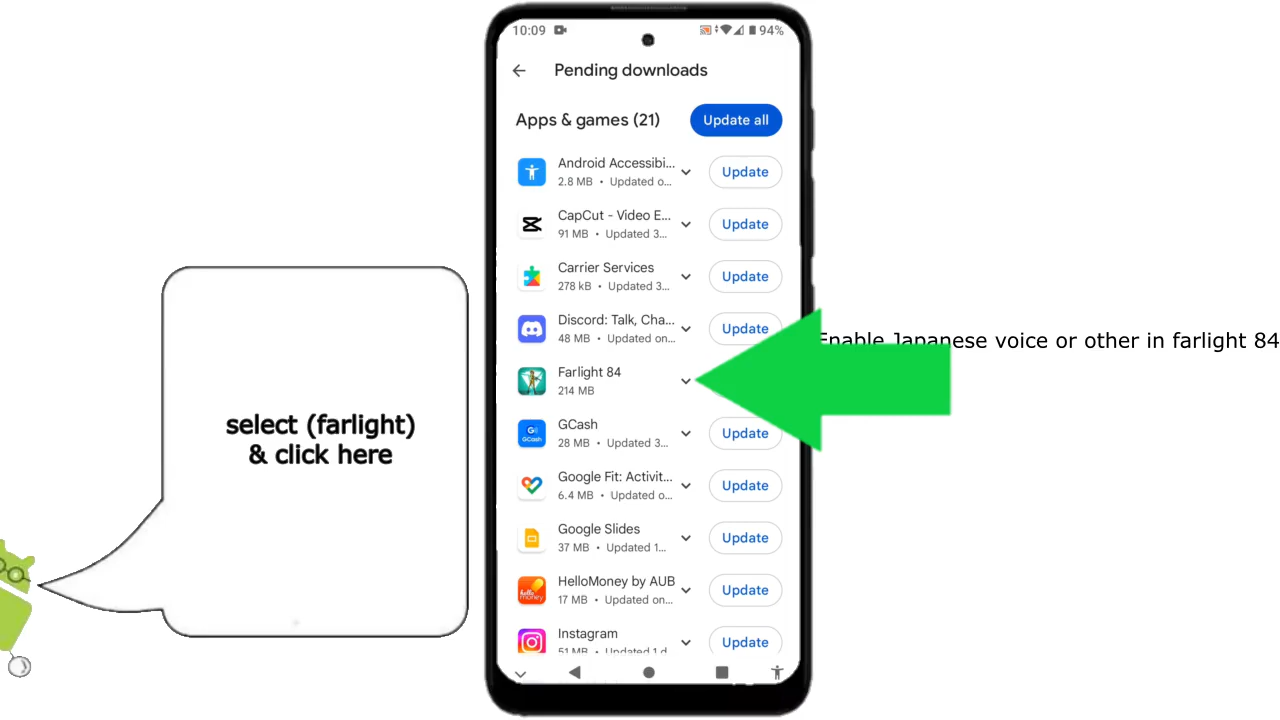 10:09
94%
Pending downloads
Apps & games (21)
Update all
Android Accessibi...
2.8 MB • Updated o...
Update
CapCut - Video E...
91 MB • Updated 3...
Update
Carrier Services
278 kB • Updated 3...
Update
Discord: Talk, Cha...
48 MB • Updated on...
Update
Enable Japanese voice or other in farlight 84
Farlight 84
214 MB
select (farlight)
& click here
GCash
28 MB • Updated 3...
Update
Google Fit: Activit...
6.4 MB • Updated o...
Update
Google Slides
37 MB • Updated 1...
Update
HelloMoney by AUB
17 MB • Updated on...
Update
Instagram
51 MB • Updated 1 d
Update